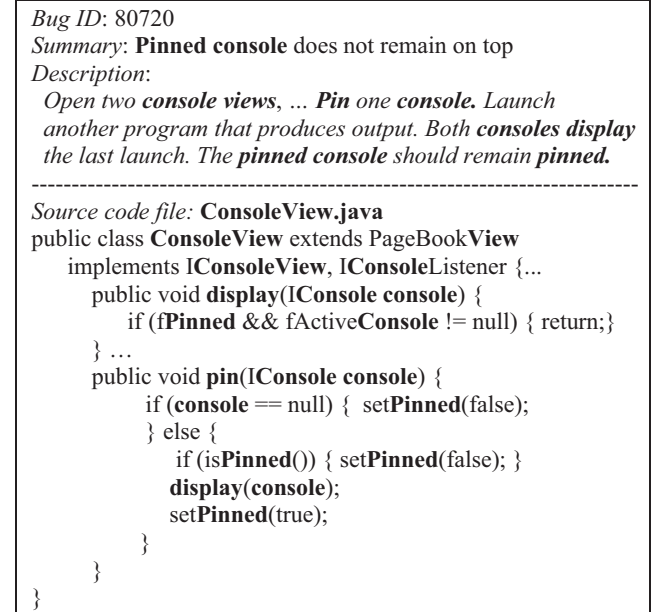 Bug ID: 80720
Summary: Pinned console does not remain on top
Description:
Open two console views, … Pin one console. Launch
another program that produces output. Both consoles display
the last launch. The pinned console should remain pinned.
---------------------------------------------------------------------------
Source code file: ConsoleView.java
public class ConsoleView extends PageBookView
implements IConsoleView, IConsoleListener {...
public void display(IConsole console) {
if (fPinned && fActiveConsole != null) { return;}
} …
public void pin(IConsole console) {
if (console == null) { setPinned(false);
} else {
if (isPinned()) { setPinned(false); }
display(console);
setPinned(true);
}
}
}